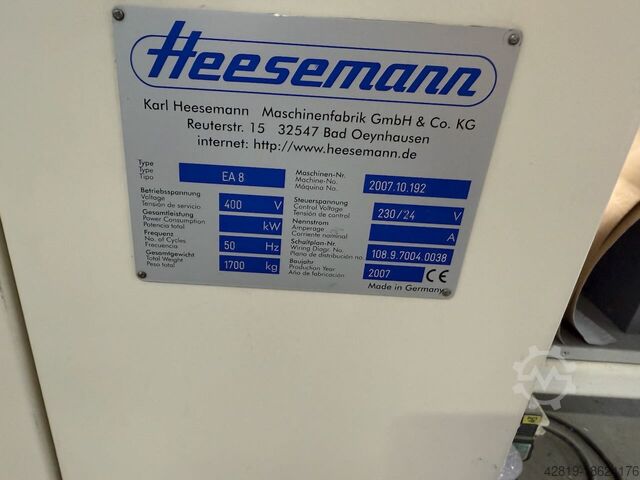 Heesemann
Karl Heesemann Maschinenfabrik GmbH & Co. KG
Reuterstr. 15 32547 Bad Oeynhausen
internet: http://www.heesemann.de
Type
Type
Tipo
EA 8
Betriebsspannung
Voltage
Tensión de servicio
400 V
Gesamtleistung
Power Consumption
Potencia total
kW
Frequenz
No. of Cycles
Frecuencia
50 Hz
Gesamtgewicht
Total Weight
Peso total
1700 kg
Maschinen-Nr.
Machine-No.
Máquina No.
2007.10.192
Steuerspannung
Control Voltage
Tensión de control
230/24 V
Nennstrom
Amperage
Corriente nominal
A
Schaltplan-Nr.
Wiring Diagr. No.
Plano de distribución no.
108.9.7004.0038
Baujahr
Production Year
Año de fabricación
2007 CE
Made in Germany